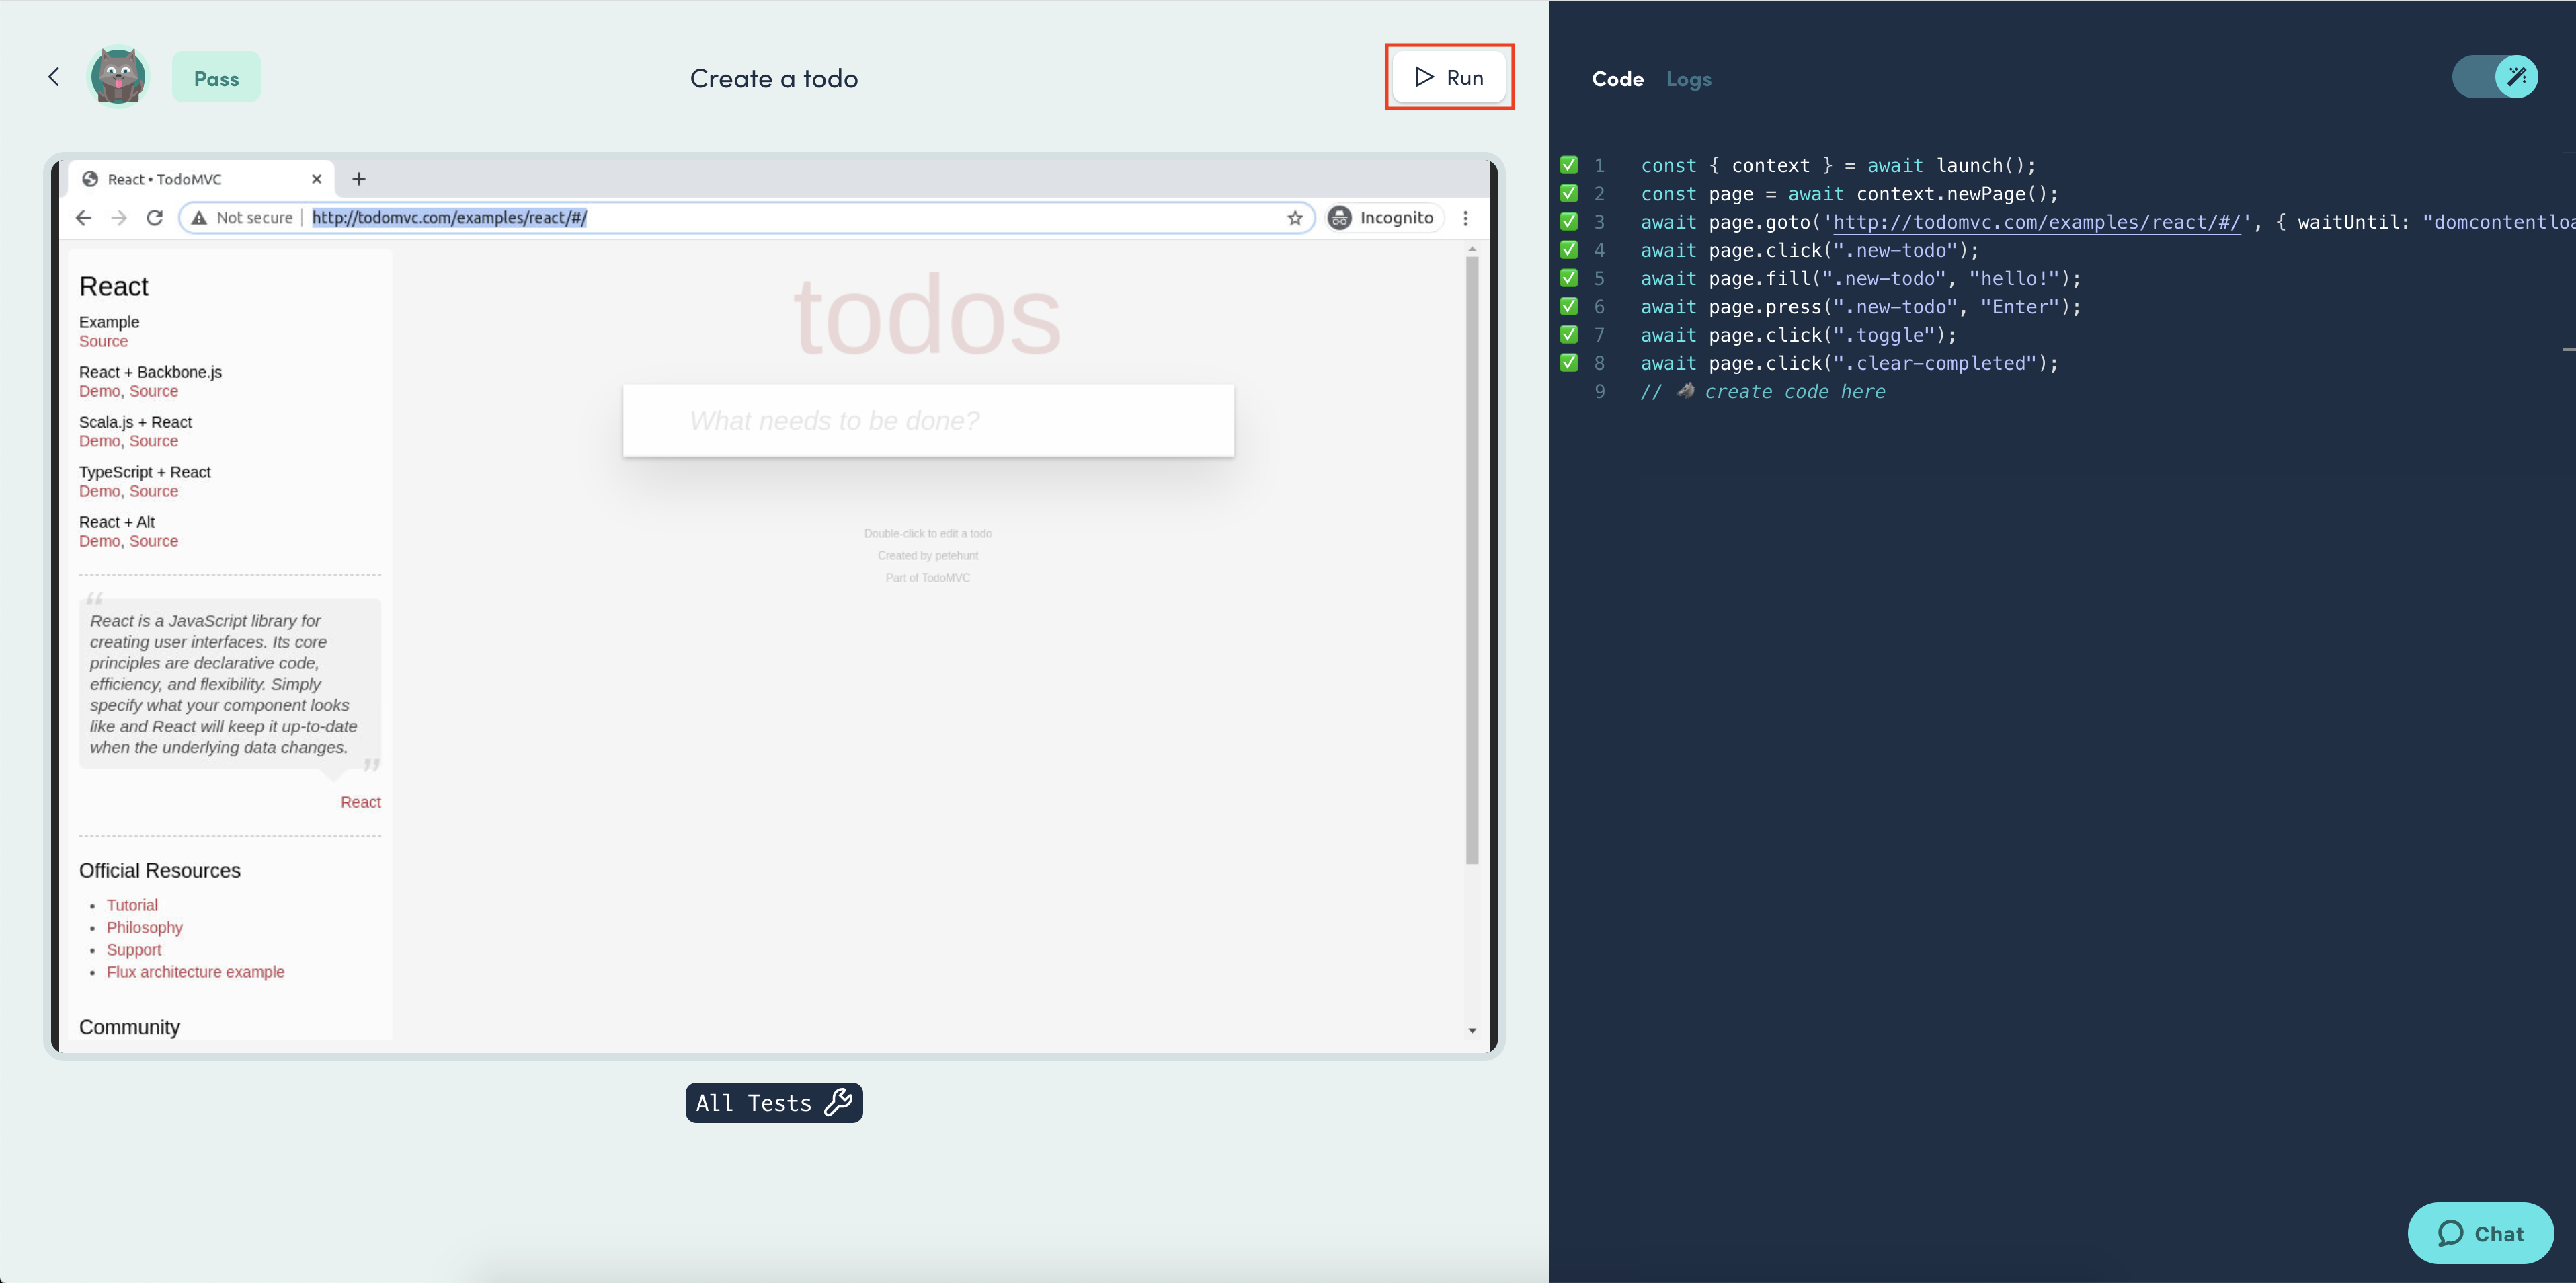 Pass
Create a todo
Run
React • TodoMVC
Not secure
http://todomvc.com/examples/react/#/
Incognito
React
Example
Source
React + Backbone.js
Demo, Source
Scala.js + React
Demo, Source
TypeScript + React
Demo, Source
React + Alt
Demo, Source
“
React is a JavaScript library for
creating user interfaces. Its core
principles are declarative code,
efficiency, and flexibility. Simply
specify what your component looks
like and React will keep it up-to-date
when the underlying data changes.
”
React
Official Resources
• Tutorial
• Philosophy
• Support
• Flux architecture example
Community
todos
What needs to be done?
Double-click to edit a todo
Created by petehunt
Part of TodoMVC
All Tests
Code Logs
1 const { context } = await launch();
2 const page = await context.newPage();
3 await page.goto('http://todomvc.com/examples/react/#/', { waitUntil: "domcontentloa
4 await page.click(".new-todo");
5 await page.fill(".new-todo", "hello!");
6 await page.press(".new-todo", "Enter");
7 await page.click(".toggle");
8 await page.click(".clear-completed");
9 // 🐺 create code here
Chat